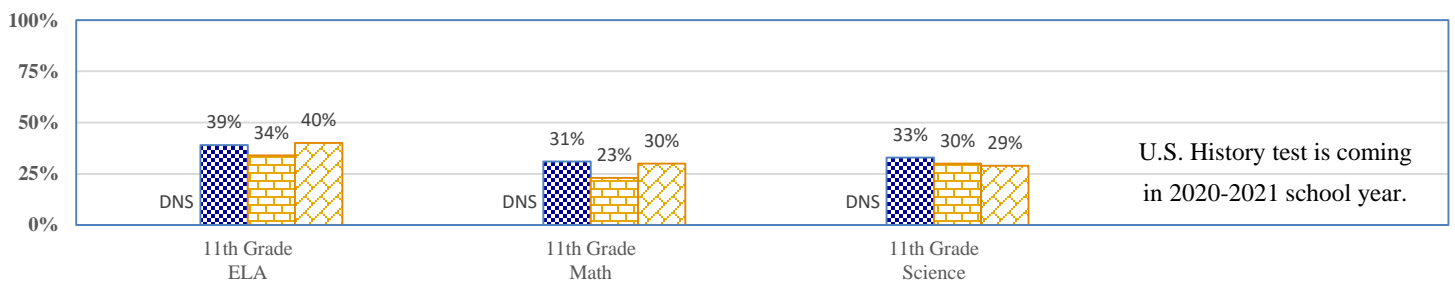 100%
75%
50%
25%
0%
DNS
39%
34%
40%
DNS
31%
23%
30%
DNS
33%
30%
29%
U.S. History test is coming
in 2020-2021 school year.
11th Grade
ELA
11th Grade
Math
11th Grade
Science